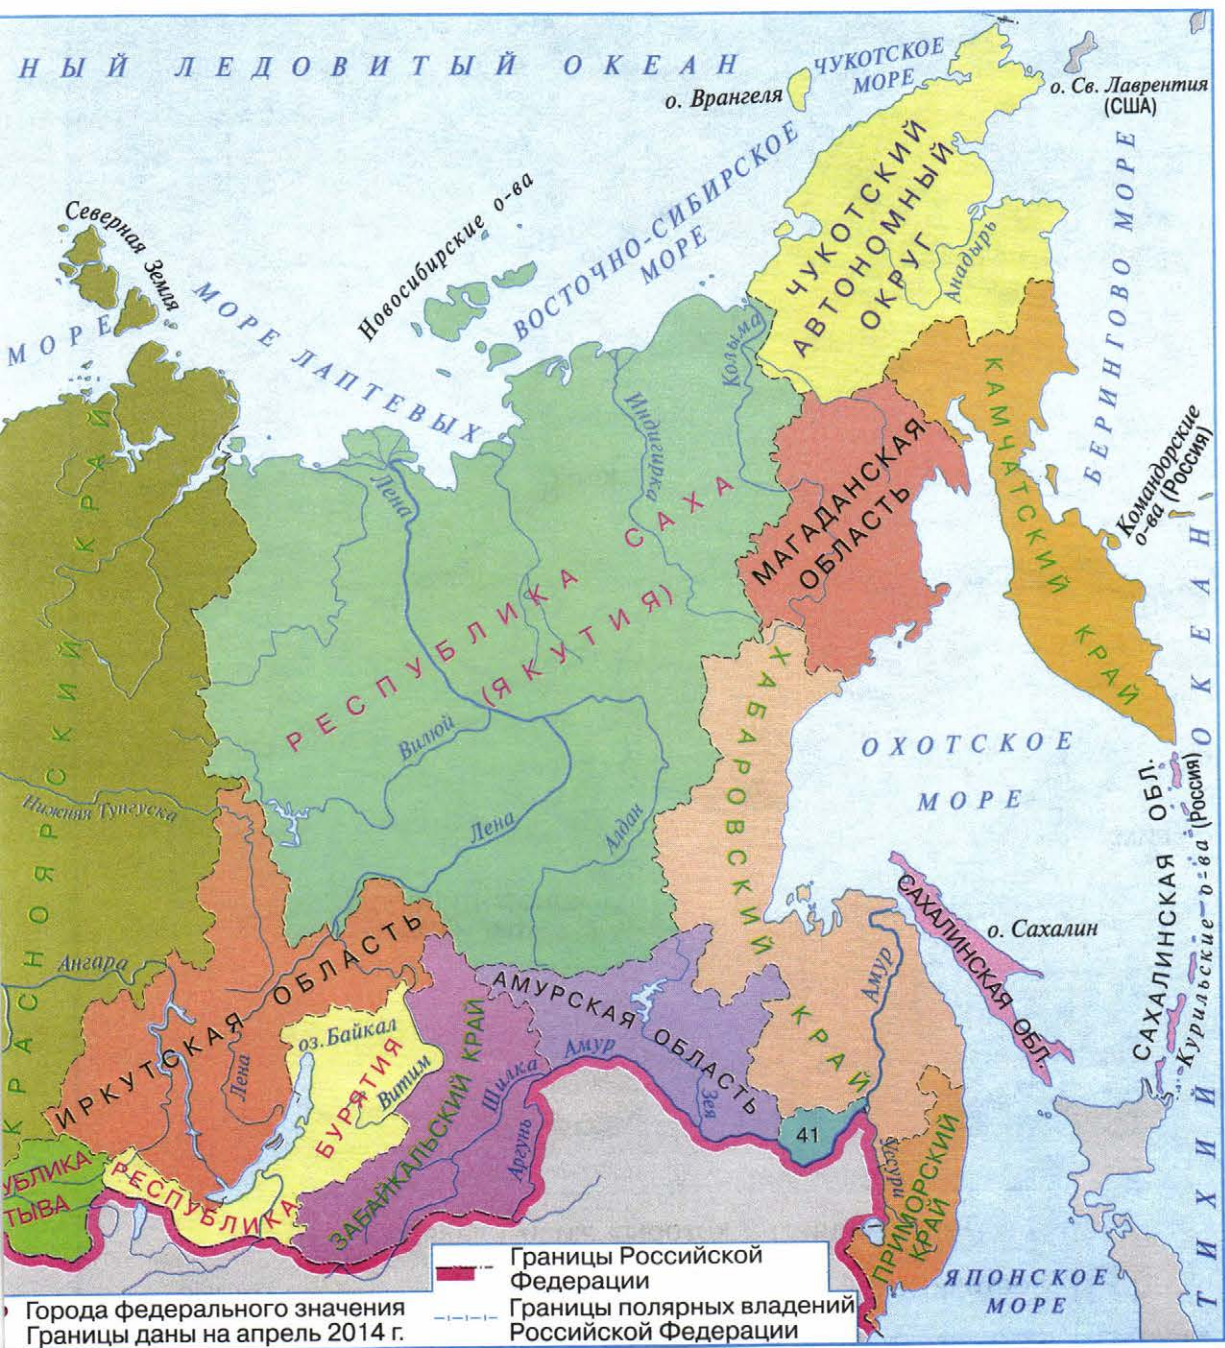 НЫЙ ЛЕДОВИТЫЙ ОКЕАН
ЧУКОТСКОЕ
МОРЕ
о. Врангеля
о. Св. Лаврентия
(США)
Северная Земля
МОРЕ
МОРЕ ЛАПТЕВЫХ
Новосибирские о-ва
ВОСТОЧНО-СИБИРСКОЕ
МОРЕ
ЧУКОТСКИЙ
АВТОНОМНЫЙ
ОКРУГ
Анадырь
БЕРИНГОВО МОРЕ
Колыма
Индигирка
Лена
КАМЧАТСКИЙ КРАЙ
МАГАДАНСКАЯ
ОБЛАСТЬ
Командорские
о-ва (Россия)
КРАСНОЯРСКИЙ КРАЙ
РЕСПУБЛИКА САХА
(ЯКУТИЯ)
Вилюй
Лена
Алдан
Нижняя Тунгуска
ХАБАРОВСКИЙ
КРАЙ
ОХОТСКОЕ
МОРЕ
ТИХИЙ ОКЕАН
САХАЛИНСКАЯ ОБЛ.
Курильские о-ва (Россия)
САХАЛИНСКАЯ ОБЛ.
о. Сахалин
Ангара
ИРКУТСКАЯ ОБЛАСТЬ
Лена
оз. Байкал
Витим
РЕСПУБЛИКА
БУРЯТИЯ
ЗАБАЙКАЛЬСКИЙ КРАЙ
Шилка
Аргунь
АМУРСКАЯ ОБЛАСТЬ
Амур
Зея
Амур
41
Уссури
ПРИМОРСКИЙ
КРАЙ
ЯПОНСКОЕ
МОРЕ
УБЛИКА
ТЫВА
Границы Российской
Федерации
Границы полярных владений
Российской Федерации
Города федерального значения
Границы даны на апрель 2014 г.